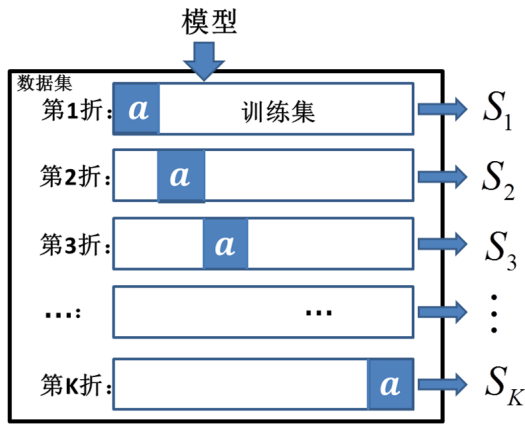 模型
数据集
第1折: a 训练集 S1
第2折: a S2
第3折: a S3
...: ... ⋮
第K折: a SK